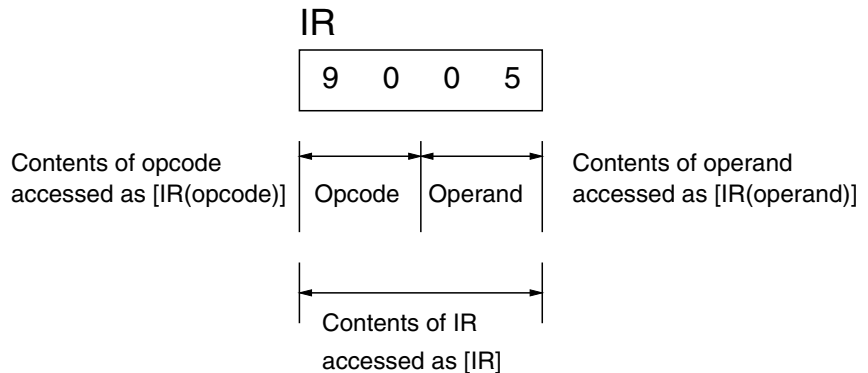 IR
9 0 0 5
Contents of opcode
accessed as [IR(opcode)]
Opcode
Operand
Contents of operand
accessed as [IR(operand)]
Contents of IR
accessed as [IR]